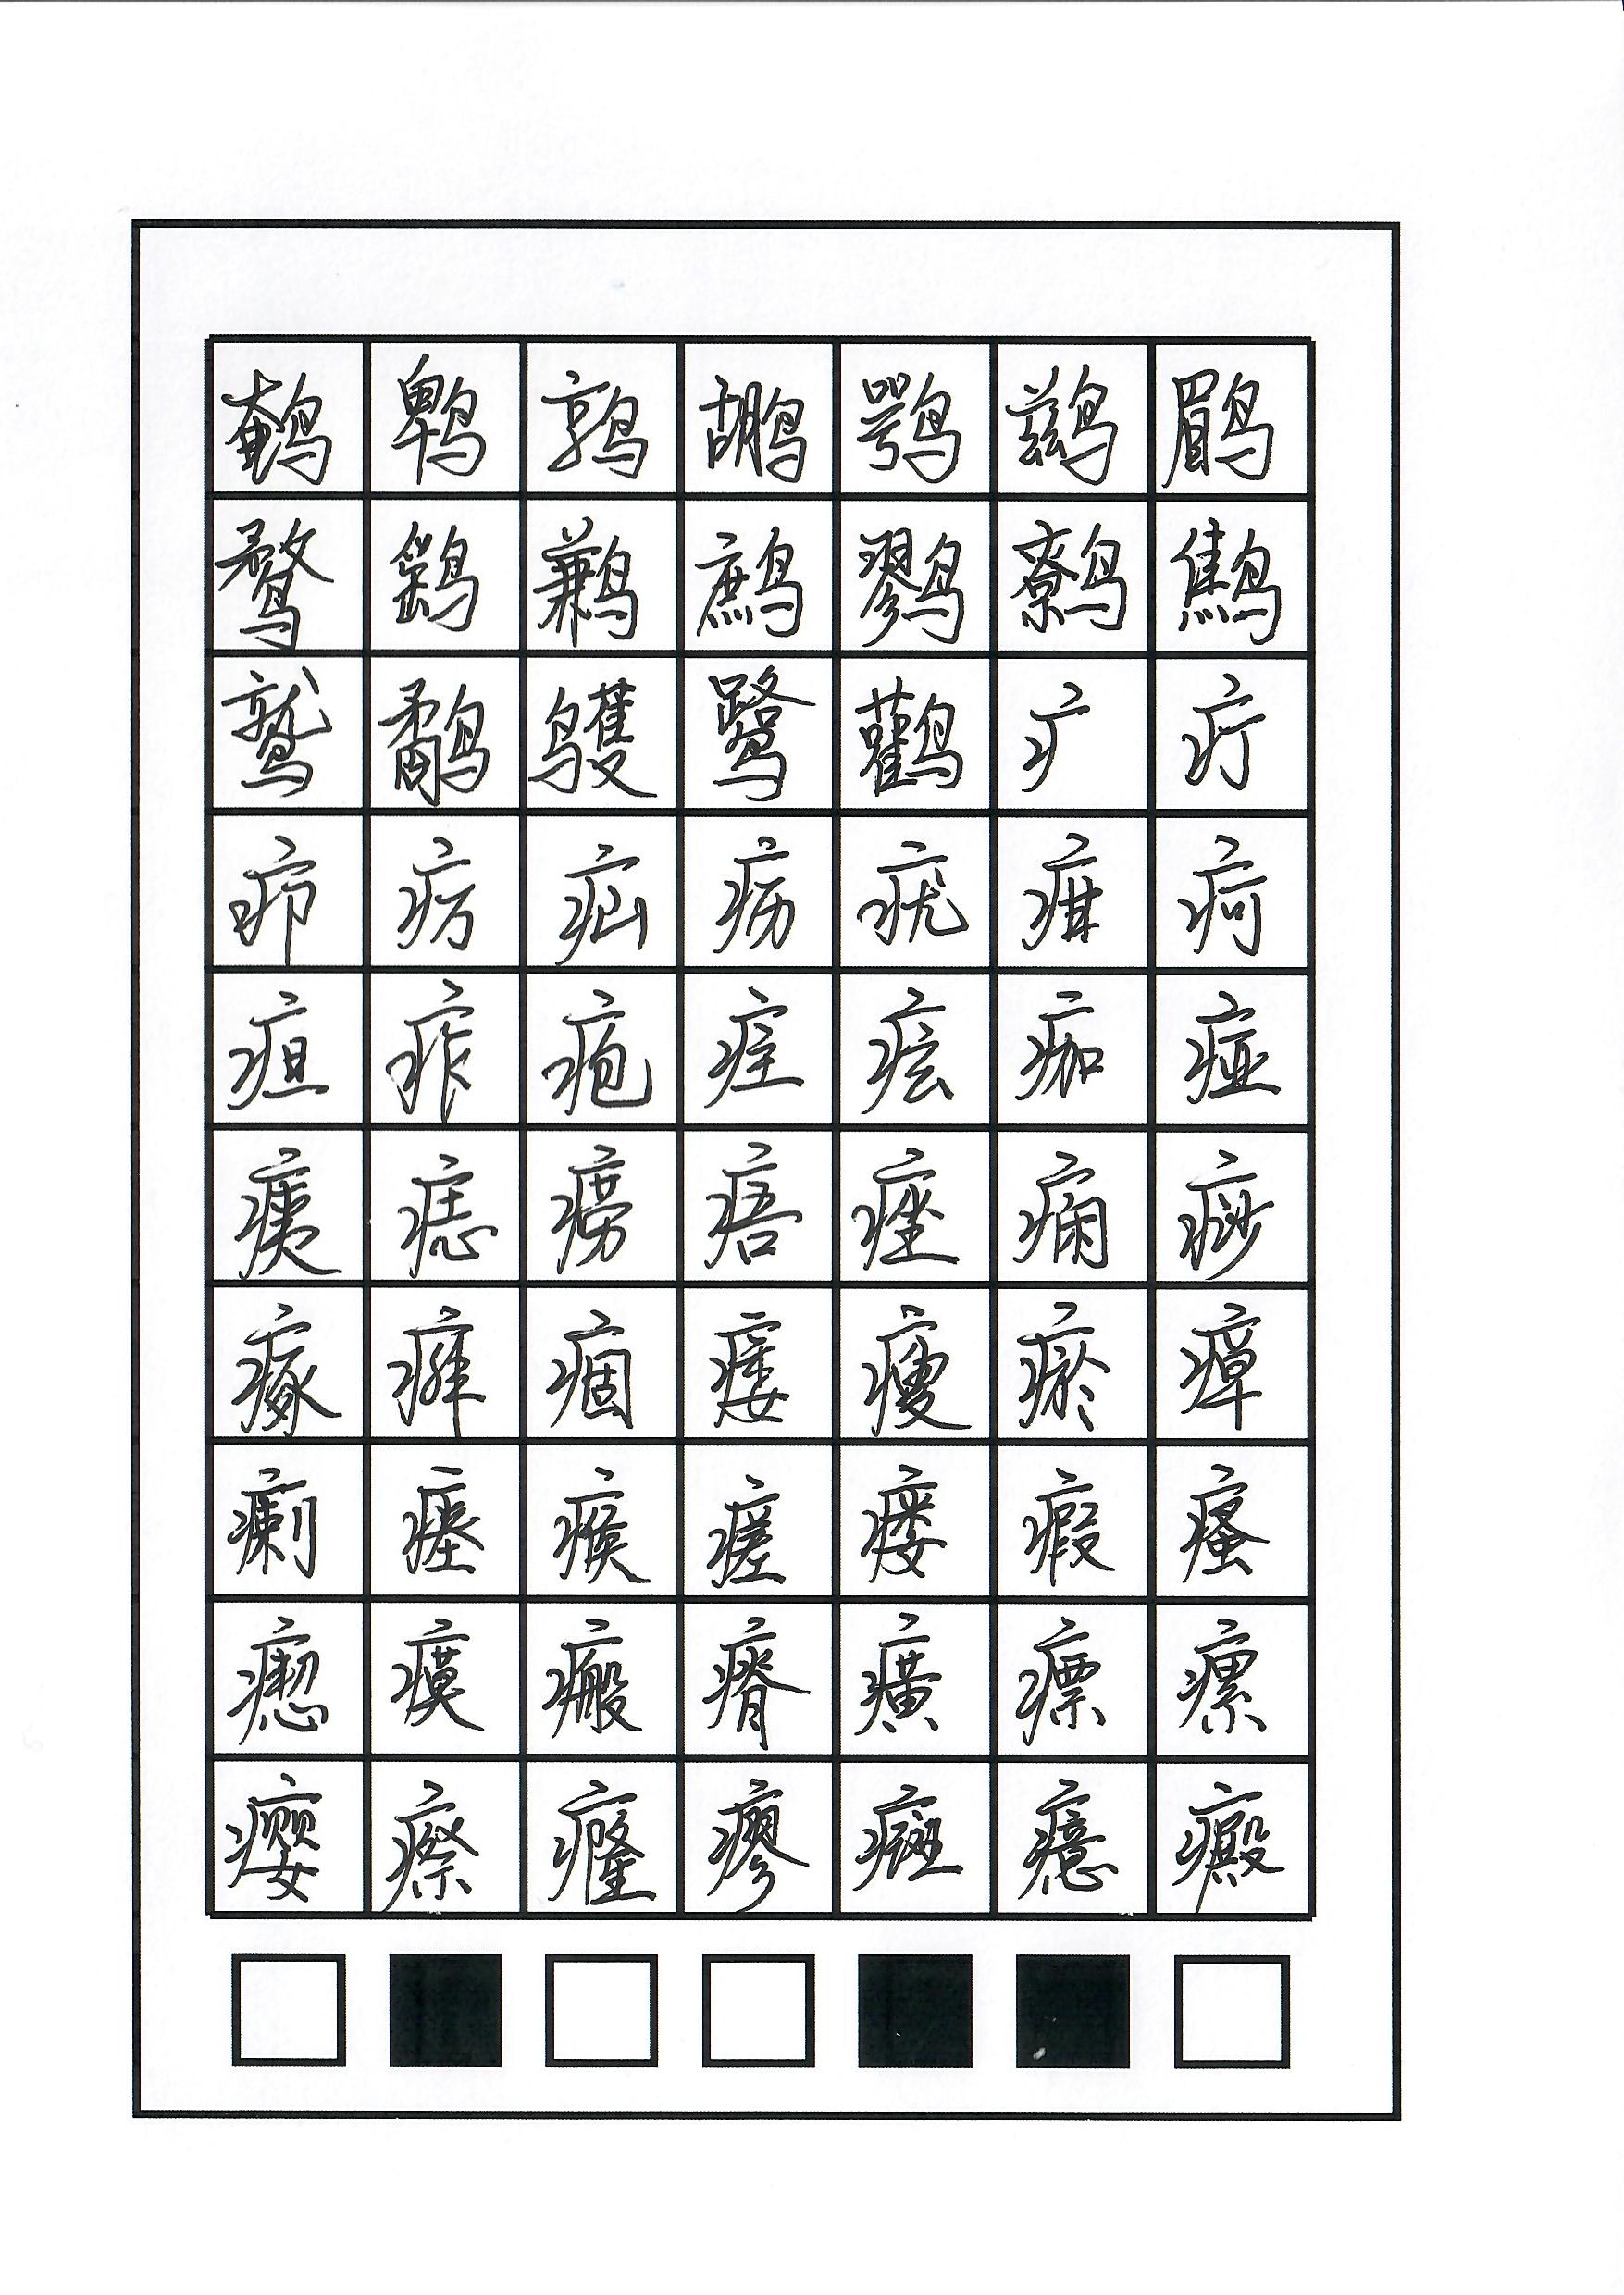 鹌鹎鹑鹕鹗鹚鹛
鹜鹞鹣鹧鹨鹩鹪
鹫鹬鹱鹭鹳疒疔
疖疠疝疬疣疳疴
疸痄疱疰痃痂痖
痍痣痨痦痤痫痧
瘃痱痼痿瘐瘀瘅
瘌瘗瘊瘥瘘瘕瘙
瘛瘼瘢瘠癀瘭瘰
瘿瘵癃瘳癍癔癜